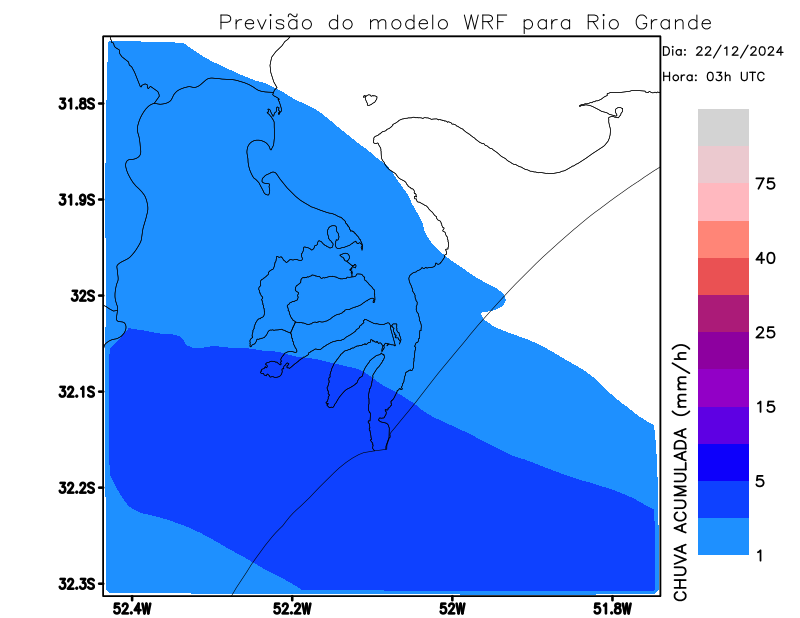 Previsão do modelo WRF para Rio Grande
Dia: 22/12/2024
Hora: 03h UTC
31.8S
31.9S
32S
32.1S
32.2S
32.3S
52.4W
52.2W
52W
51.8W
CHUVA ACUMULADA (mm/h)
75
40
25
15
5
1